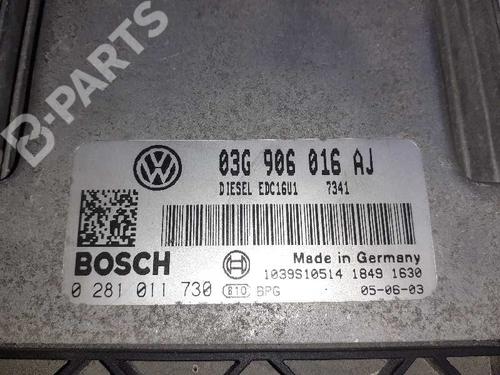 B-PARTS
03G 906 016 AJ
DIESEL EDC16U1 7341
BOSCH
Made in Germany
1039S10514 1849 1630
0 281 011 730 B10 BPG 05-06-03